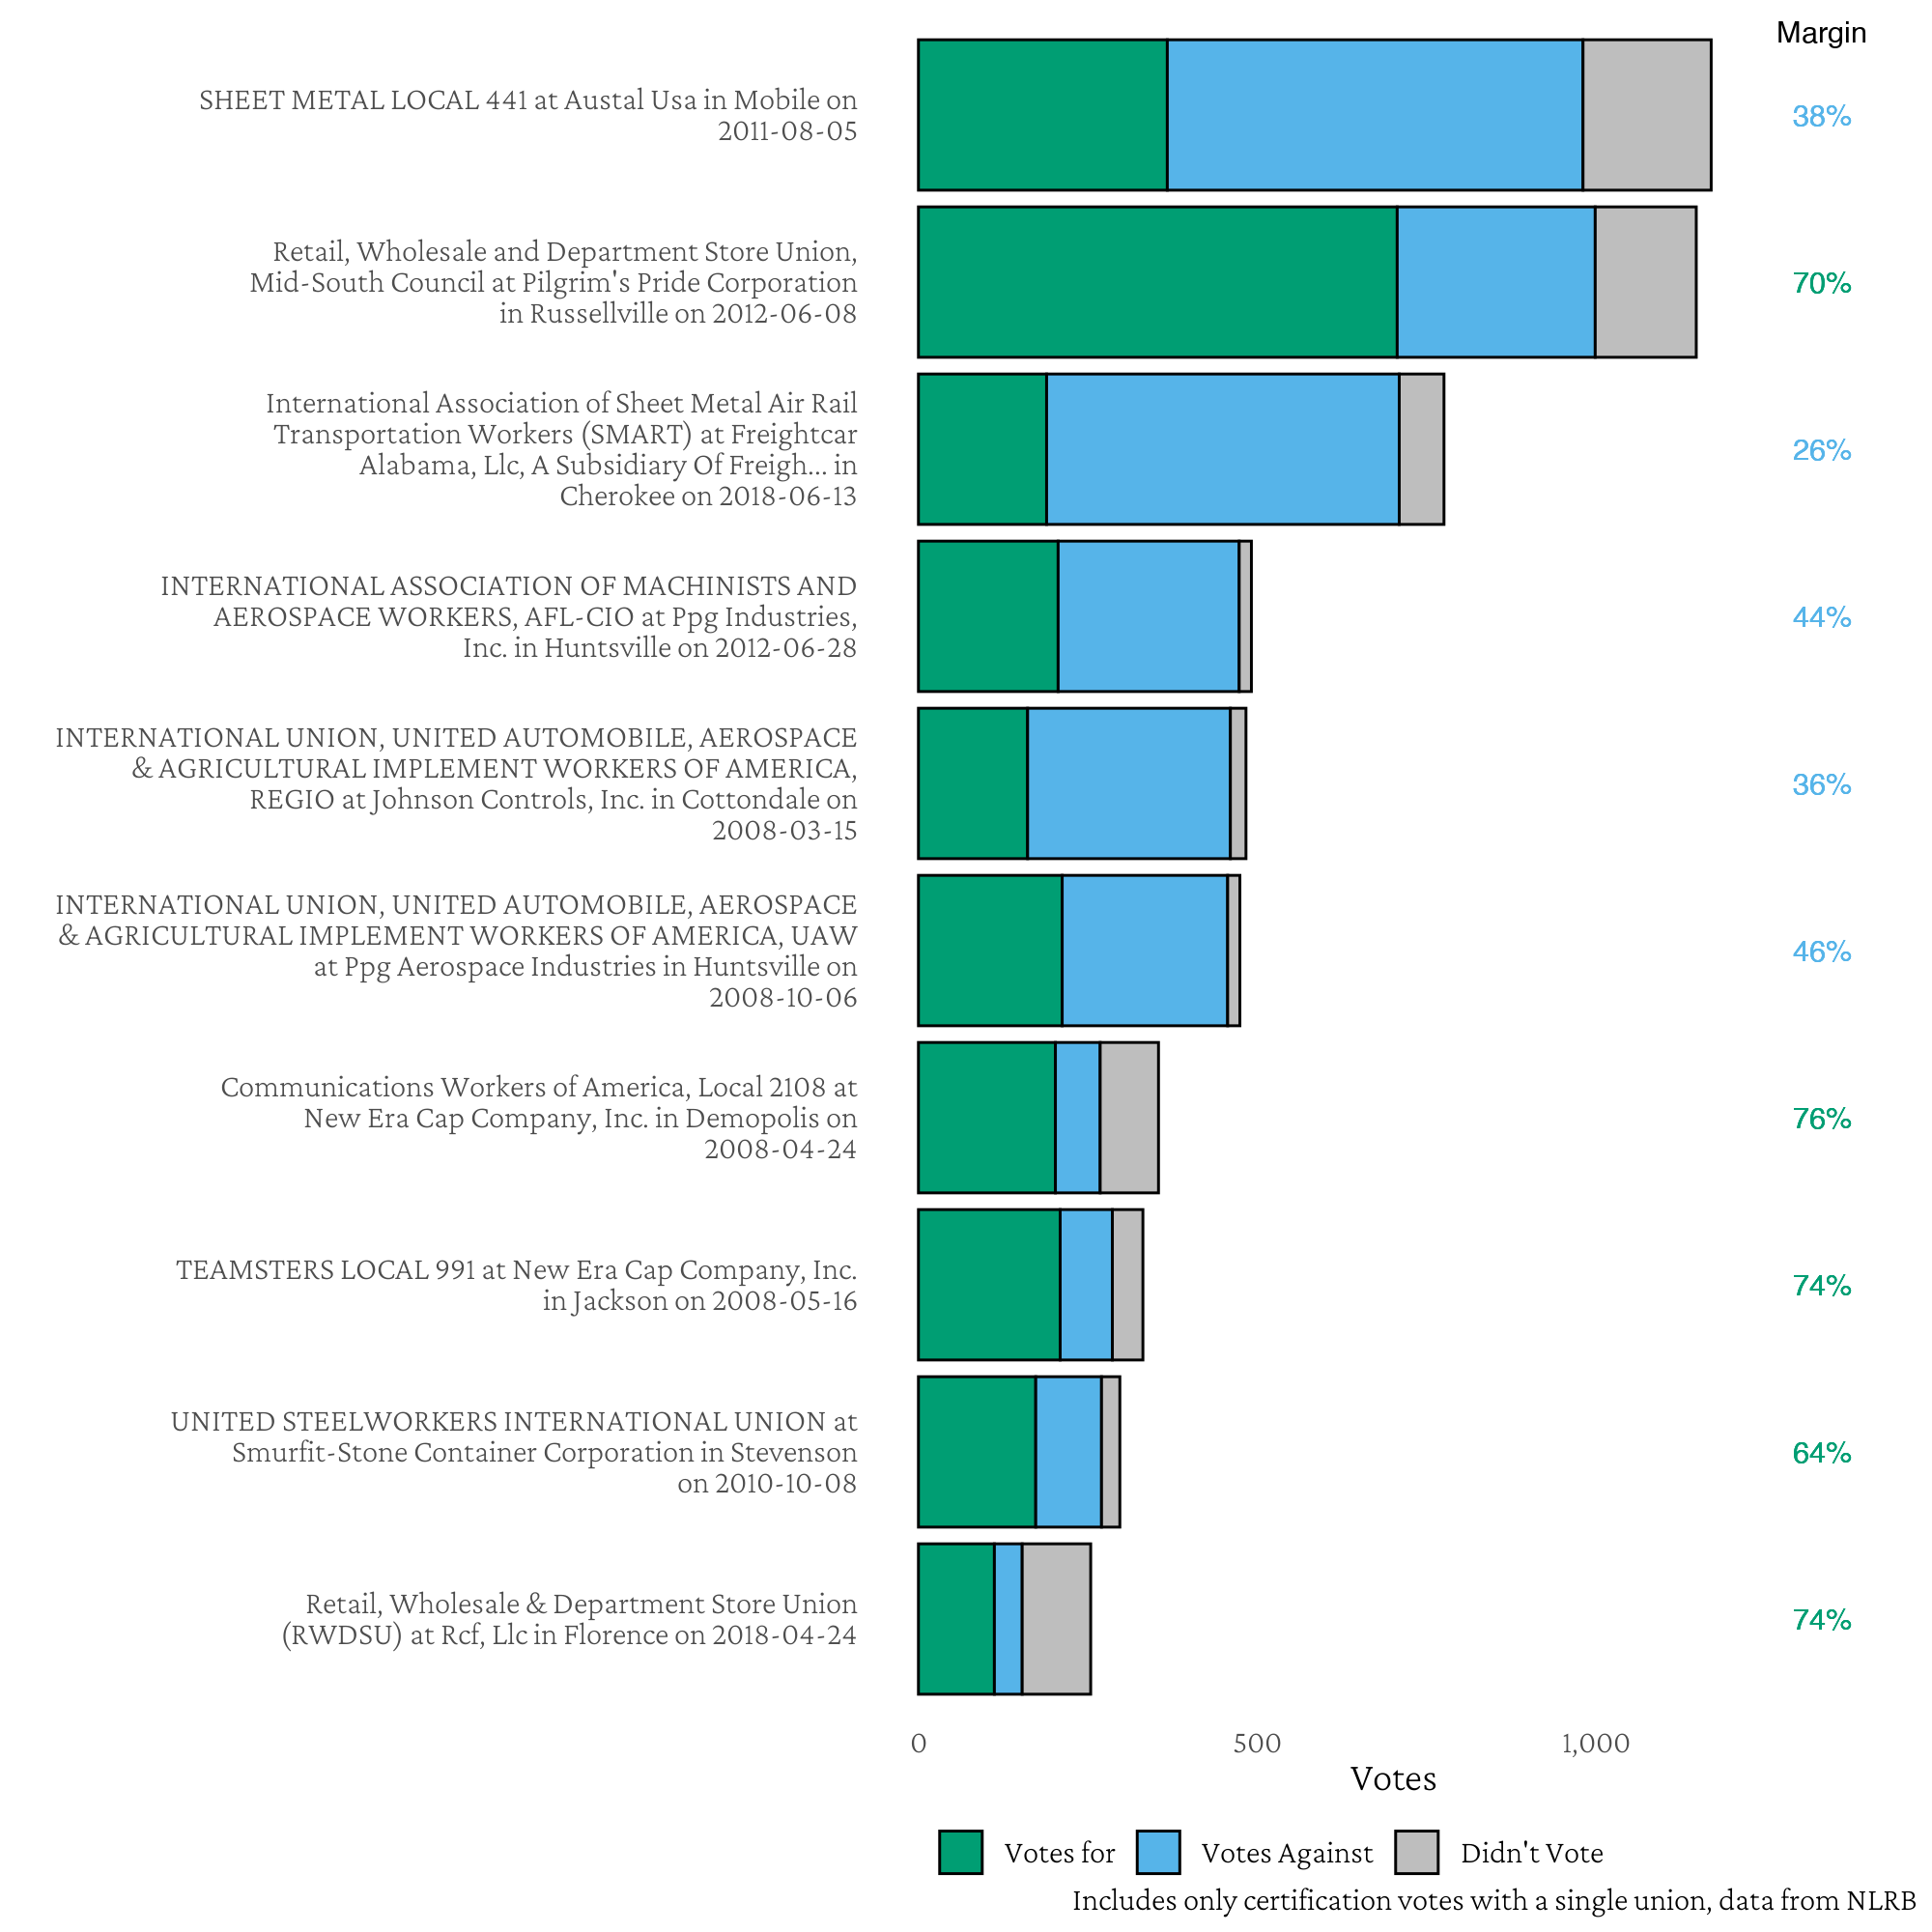 Margin
SHEET METAL LOCAL 441 at Austal Usa in Mobile on
2011-08-05
38%
Retail, Wholesale and Department Store Union,
Mid-South Council at Pilgrim's Pride Corporation
in Russellville on 2012-06-08
70%
International Association of Sheet Metal Air Rail
Transportation Workers (SMART) at Freightcar
Alabama, Llc, A Subsidiary Of Freigh... in
Cherokee on 2018-06-13
26%
INTERNATIONAL ASSOCIATION OF MACHINISTS AND
AEROSPACE WORKERS, AFL-CIO at Ppg Industries,
Inc. in Huntsville on 2012-06-28
44%
INTERNATIONAL UNION, UNITED AUTOMOBILE, AEROSPACE
& AGRICULTURAL IMPLEMENT WORKERS OF AMERICA,
REGIO at Johnson Controls, Inc. in Cottondale on
2008-03-15
36%
INTERNATIONAL UNION, UNITED AUTOMOBILE, AEROSPACE
& AGRICULTURAL IMPLEMENT WORKERS OF AMERICA, UAW
at Ppg Aerospace Industries in Huntsville on
2008-10-06
46%
Communications Workers of America, Local 2108 at
New Era Cap Company, Inc. in Demopolis on
2008-04-24
76%
TEAMSTERS LOCAL 991 at New Era Cap Company, Inc.
in Jackson on 2008-05-16
74%
UNITED STEELWORKERS INTERNATIONAL UNION at
Smurfit-Stone Container Corporation in Stevenson
on 2010-10-08
64%
Retail, Wholesale & Department Store Union
(RWDSU) at Rcf, Llc in Florence on 2018-04-24
74%
0 500 1,000
Votes
Votes for Votes Against Didn't Vote
Includes only certification votes with a single union, data from NLRB